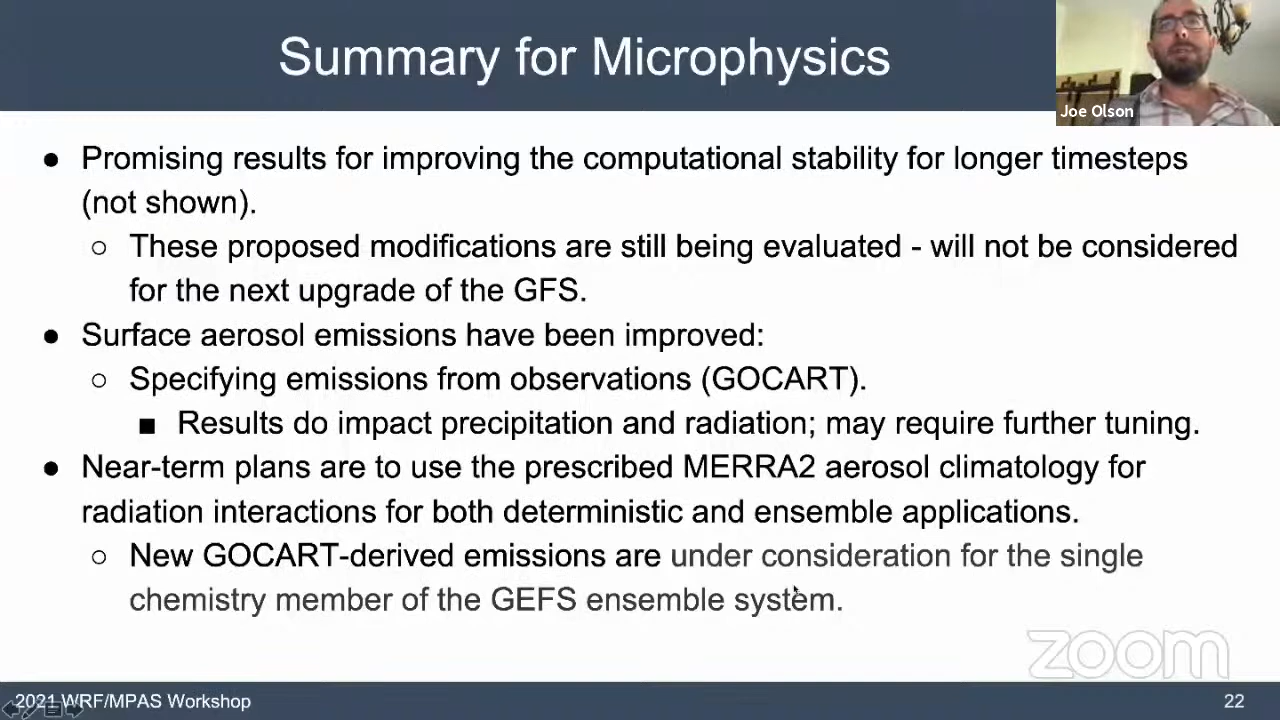 Summary for Microphysics
Joe Olson
● Promising results for improving the computational stability for longer timesteps
(not shown).
○ These proposed modifications are still being evaluated - will not be considered
for the next upgrade of the GFS.
● Surface aerosol emissions have been improved:
○ Specifying emissions from observations (GOCART).
■ Results do impact precipitation and radiation; may require further tuning.
● Near-term plans are to use the prescribed MERRA2 aerosol climatology for
radiation interactions for both deterministic and ensemble applications.
○ New GOCART-derived emissions are under consideration for the single
chemistry member of the GEFS ensemble system.
zoom
2021 WRF/MPAS Workshop
22